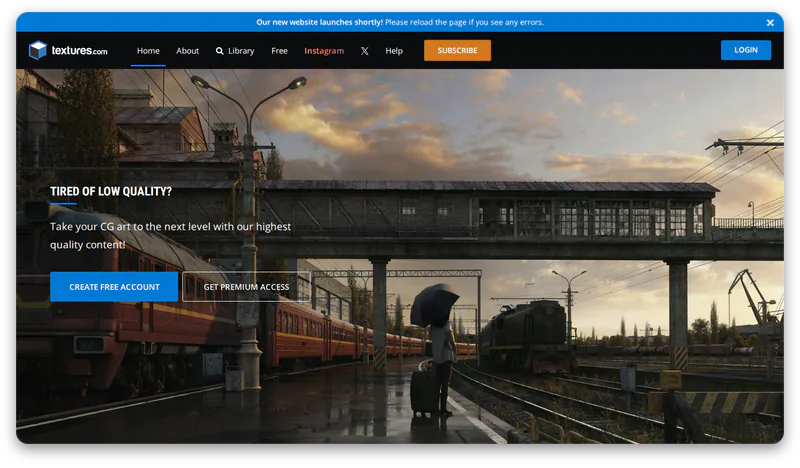 Our new website launches shortly! Please reload the page if you see any errors.
textures.com Home About Library Free Instagram X Help SUBSCRIBE LOGIN
TIRED OF LOW QUALITY?
Take your CG art to the next level with our highest
quality content!
CREATE FREE ACCOUNT GET PREMIUM ACCESS